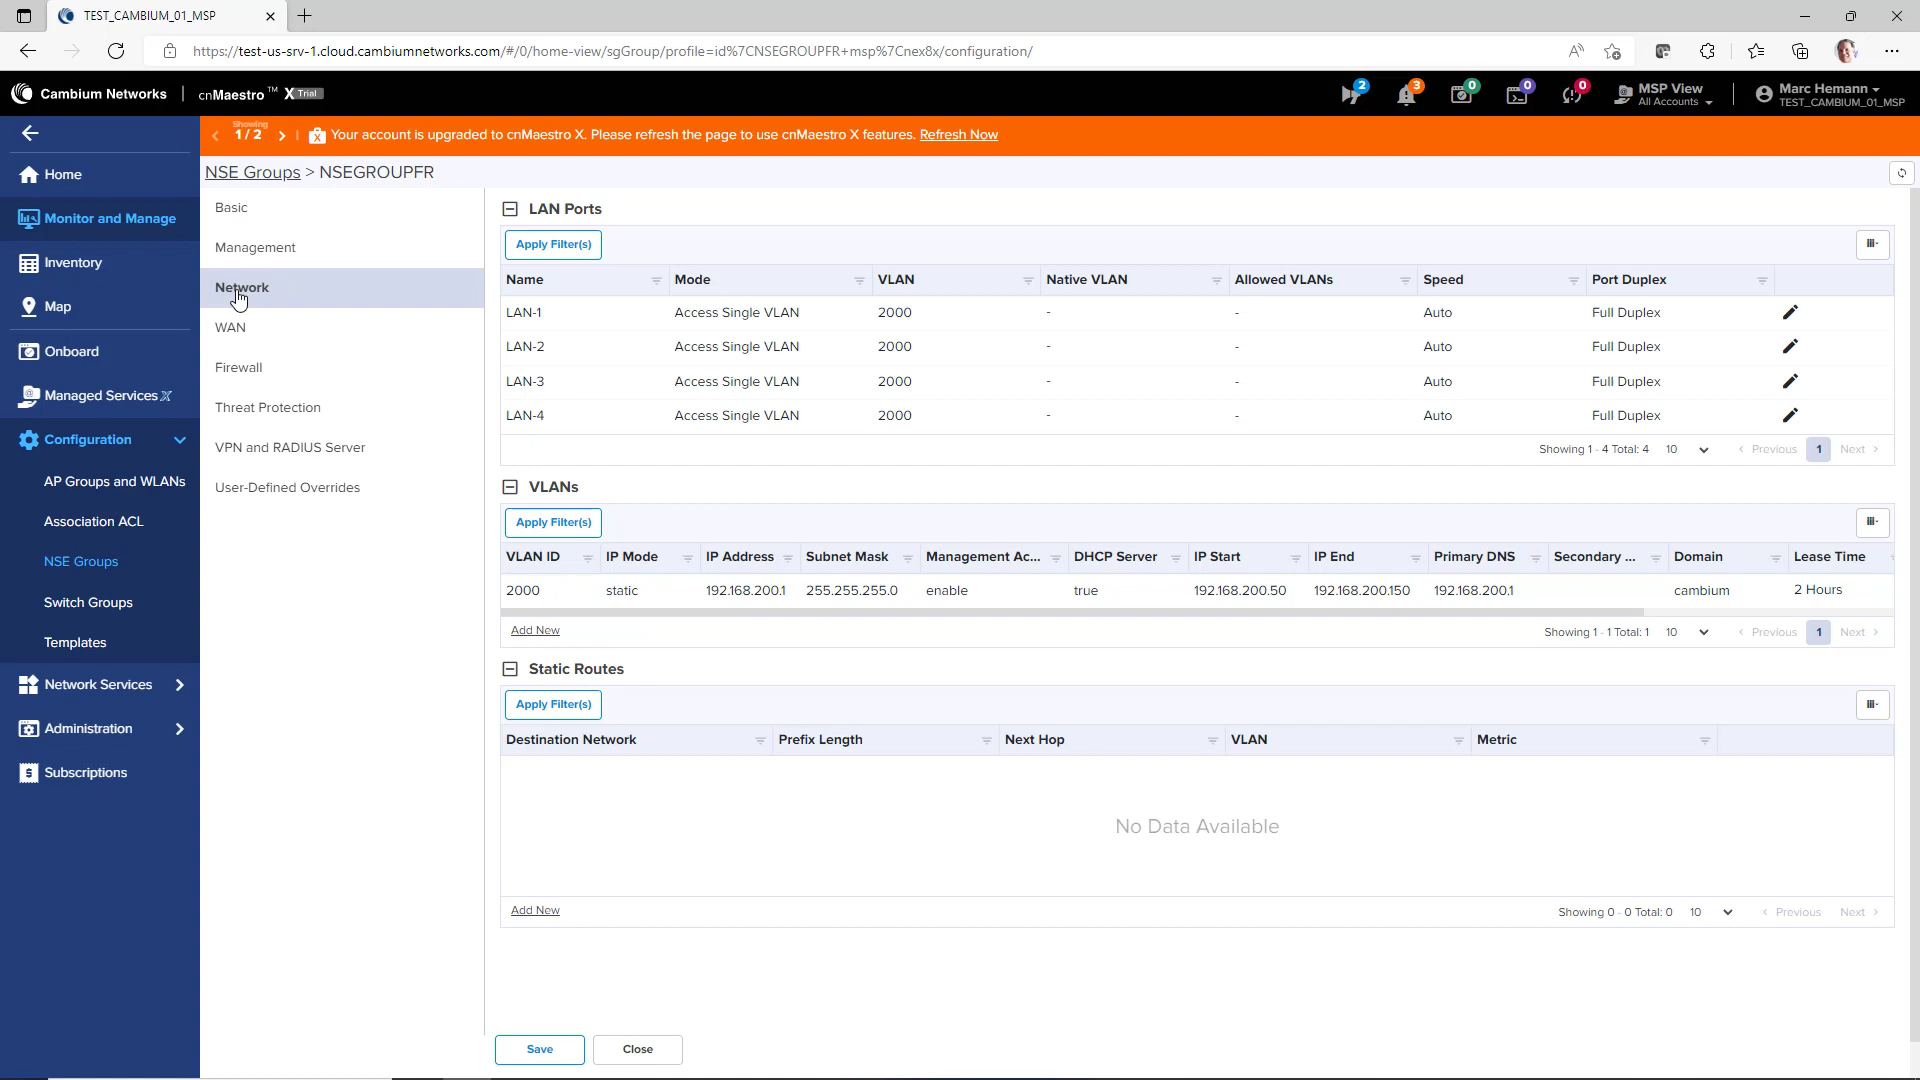 TEST_CAMBIUM_01_MSP
https://test-us-srv-1.cloud.cambiumnetworks.com/#/0/home-view/sgGroup/profile=id%7CNSEGROUPFR+msp%7Cnex8x/configuration/
Cambium Networks | cnMaestro™ X Trial
2
3
0
0
0
MSP View
All Accounts
Marc Hemann
TEST_CAMBIUM_01_MSP
Showing
1 / 2
X Your account is upgraded to cnMaestro X. Please refresh the page to use cnMaestro X features. Refresh Now
Home
Monitor and Manage
Inventory
Map
Onboard
Managed Services X
Configuration
AP Groups and WLANs
Association ACL
NSE Groups
Switch Groups
Templates
Network Services
Administration
Subscriptions
NSE Groups > NSEGROUPFR
Basic
Management
Network
WAN
Firewall
Threat Protection
VPN and RADIUS Server
User-Defined Overrides
LAN Ports
Apply Filter(s)
Name Mode VLAN Native VLAN Allowed VLANs Speed Port Duplex
LAN-1 Access Single VLAN 2000 - - Auto Full Duplex
LAN-2 Access Single VLAN 2000 - - Auto Full Duplex
LAN-3 Access Single VLAN 2000 - - Auto Full Duplex
LAN-4 Access Single VLAN 2000 - - Auto Full Duplex
Showing 1 - 4 Total: 4 10 < Previous 1 Next >
VLANs
Apply Filter(s)
VLAN ID IP Mode IP Address Subnet Mask Management Ac... DHCP Server IP Start IP End Primary DNS Secondary ... Domain Lease Time
2000 static 192.168.200.1 255.255.255.0 enable true 192.168.200.50 192.168.200.150 192.168.200.1 cambium 2 Hours
Add New Showing 1 - 1 Total: 1 10 < Previous 1 Next >
Static Routes
Apply Filter(s)
Destination Network Prefix Length Next Hop VLAN Metric
No Data Available
Add New Showing 0 - 0 Total: 0 10 < Previous Next >
Save Close